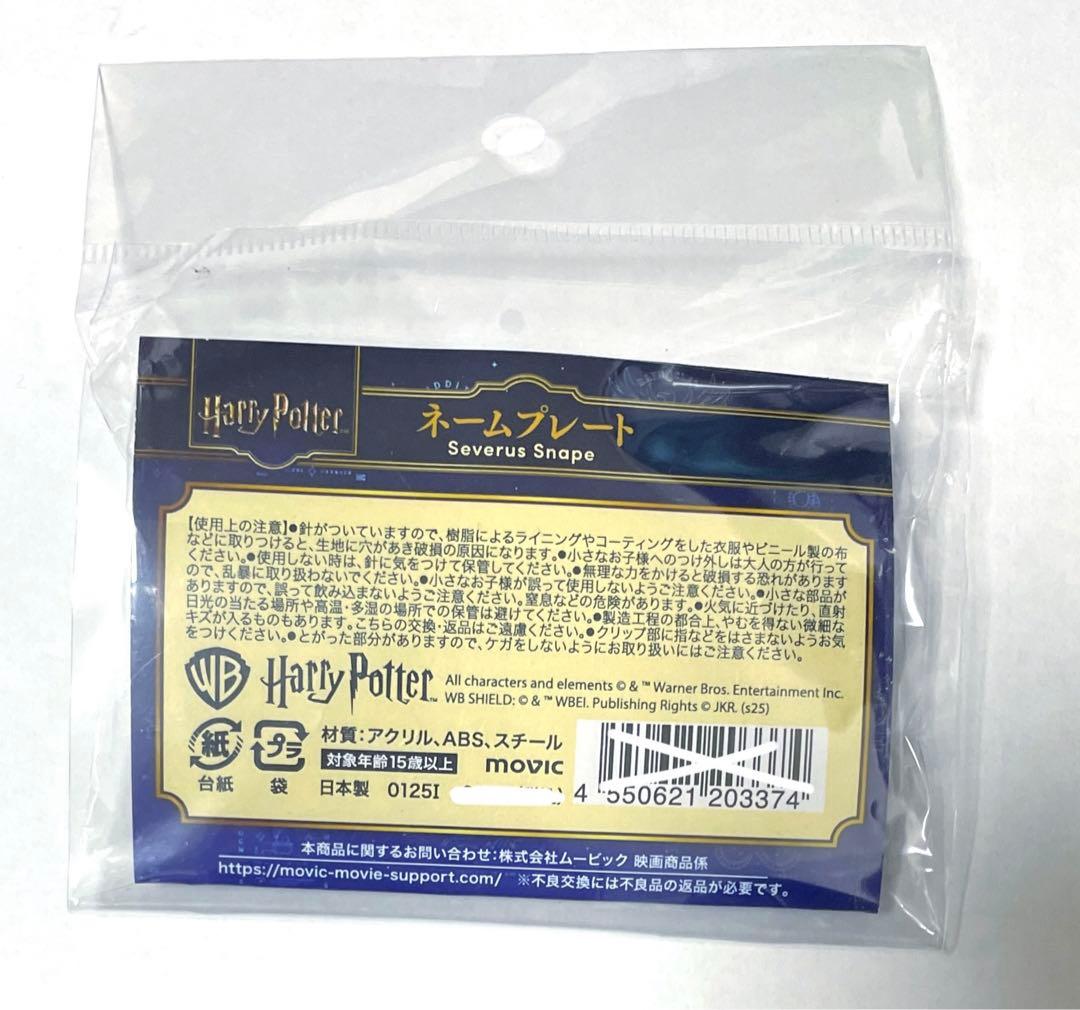 Harry Potter
ネームプレート
Severus Snape
【使用上の注意】●針がついていますので、樹脂によるライニングやコーティングをした衣服やビニール製の布
などに取りつけると、生地に穴があき破損の原因になります。●小さなお子様へのつけ外しは大人の方が行って
ください。●使用しない時は、針に気をつけて保管してください。●無理な力をかけると破損する恐れがあります
ので、乱暴に取り扱わないでください。●小さなお子様が誤って使用しないようご注意ください。●小さな部品が
ありますので、誤って飲み込まないようご注意ください。窒息などの危険があります。●火気に近づけたり、直射
日光の当たる場所や高温・多湿の場所での保管は避けてください。●製造工程の都合上、やむを得ない微細な
キズが入るものもあります。こちらの交換・返品はご遠慮ください。●クリップ部に指などをはさまないようお気
をつけください。●とがった部分がありますので、ケガをしないようにお取り扱いにはご注意ください。
WB Harry Potter™ All characters and elements © & ™ Warner Bros. Entertainment Inc.
WB SHIELD: © & ™ WBEI. Publishing Rights © JKR. (s25)
紙 プラ 材質：アクリル、ABS、スチール
対象年齢15歳以上 movic
台紙 袋 日本製 0125I
4 550621 203374
本商品に関するお問い合わせ：株式会社ムービック 映画商品係
https://movic-movie-support.com/ ※不良交換には不良品の返品が必要です。